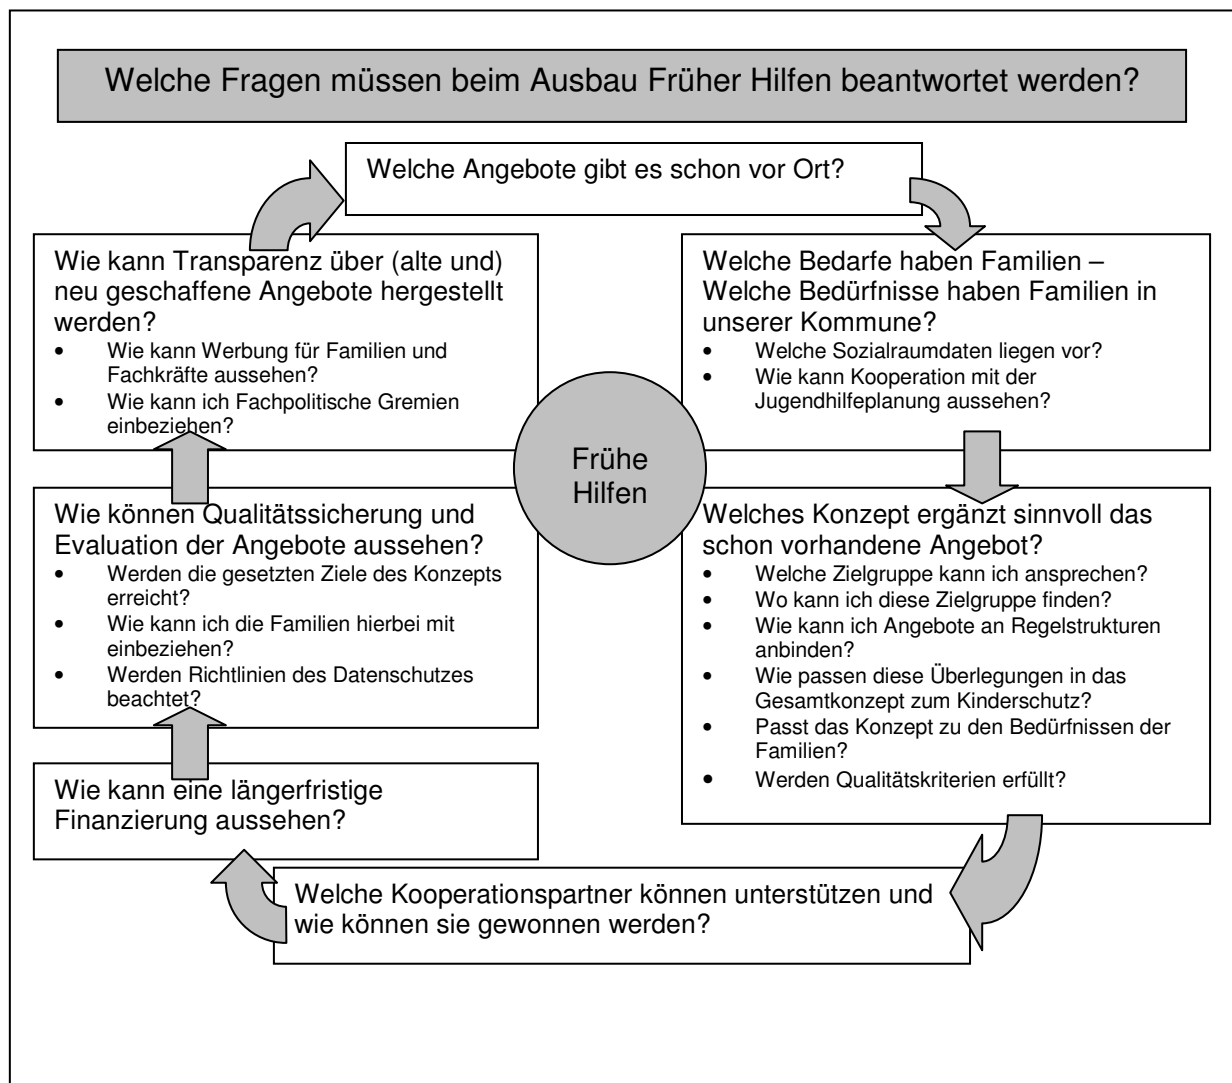 Welche Fragen müssen beim Ausbau Früher Hilfen beantwortet werden?
Welche Angebote gibt es schon vor Ort?
Welche Bedarfe haben Familien –
Welche Bedürfnisse haben Familien in
unserer Kommune?
• Welche Sozialraumdaten liegen vor?
• Wie kann Kooperation mit der
Jugendhilfeplanung aussehen?
Welches Konzept ergänzt sinnvoll das
schon vorhandene Angebot?
• Welche Zielgruppe kann ich ansprechen?
• Wo kann ich diese Zielgruppe finden?
• Wie kann ich Angebote an Regelstrukturen
anbinden?
• Wie passen diese Überlegungen in das
Gesamtkonzept zum Kinderschutz?
• Passt das Konzept zu den Bedürfnissen der
Familien?
• Werden Qualitätskriterien erfüllt?
Welche Kooperationspartner können unterstützen und
wie können sie gewonnen werden?
Wie kann eine längerfristige
Finanzierung aussehen?
Wie können Qualitätssicherung und
Evaluation der Angebote aussehen?
• Werden die gesetzten Ziele des Konzepts
erreicht?
• Wie kann ich die Familien hierbei mit
einbeziehen?
• Werden Richtlinien des Datenschutzes
beachtet?
Wie kann Transparenz über (alte und)
neu geschaffene Angebote hergestellt
werden?
• Wie kann Werbung für Familien und
Fachkräfte aussehen?
• Wie kann ich Fachpolitische Gremien
einbeziehen?
Frühe
Hilfen